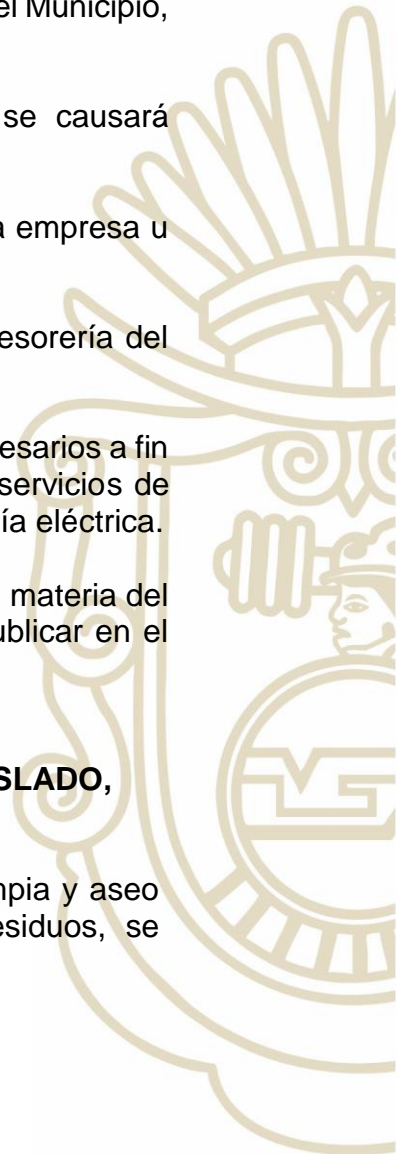 el Municipio,
se causará
a empresa u
esorería del
esarios a fin
servicios de
ía eléctrica.
materia del
ublicar en el
SLADO,
mpia y aseo
esiduos, se